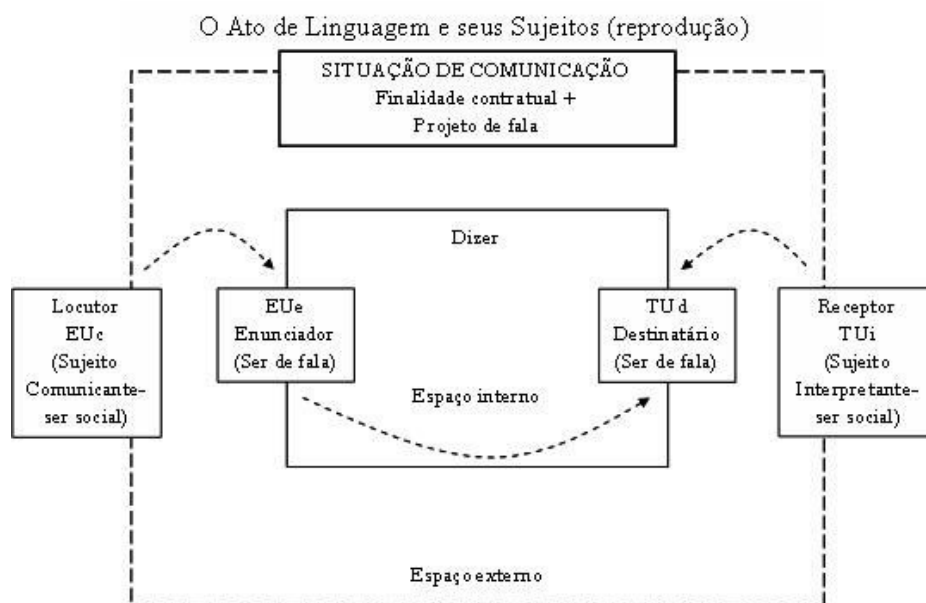 O Ato de Linguagem e seus Sujeitos (reprodução)
SITUAÇÃO DE COMUNICAÇÃO
Finalidade contratual +
Projeto de fala
Dizer
Locutor
EUc
(Sujeito
Comunicante-
ser social)
EUe
Enunciador
(Ser de fala)
TUd
Destinatário
(Ser de fala)
Receptor
TUi
(Sujeito
Interpretante-
ser social)
Espaço interno
Espaço externo